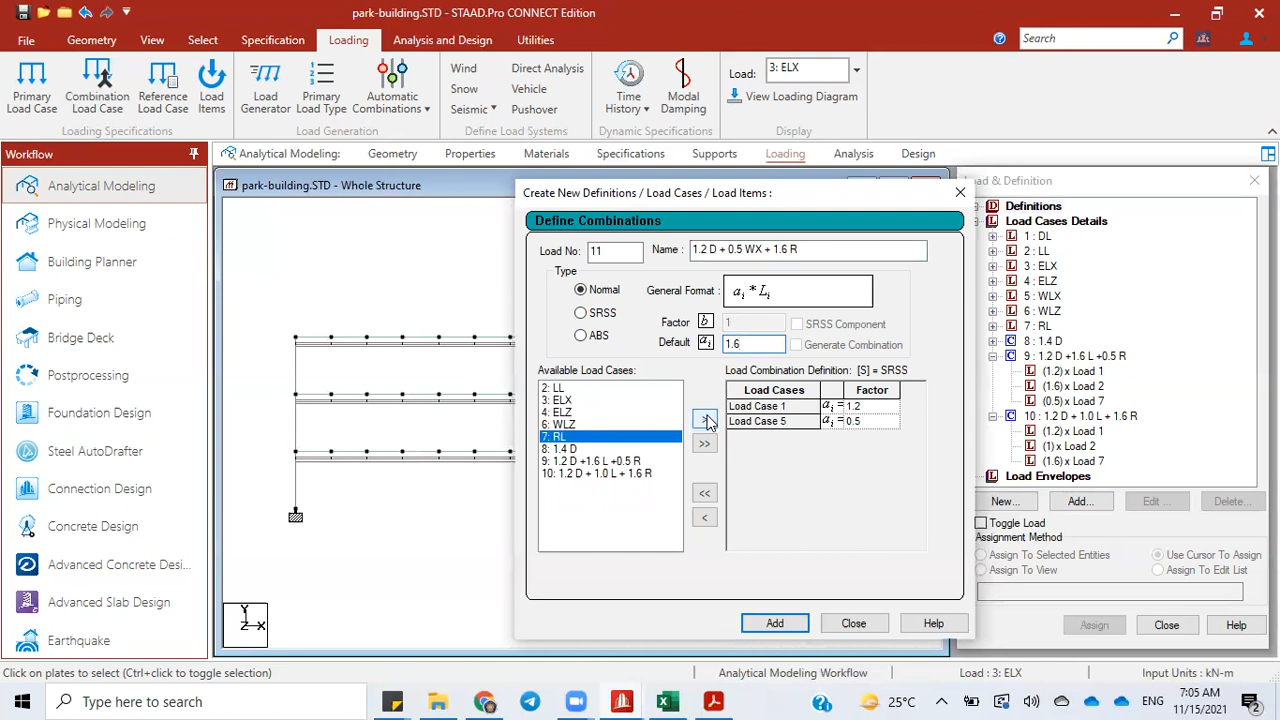 park-building.STD - STAAD.Pro CONNECT Edition
File Geometry View Select Specification Loading Analysis and Design Utilities Search
Primary Load Case
Combination Load Case
Reference Load Case
Load Items
Loading Specifications
Load Generator
Primary Load Type
Automatic Combinations
Load Generation
Wind
Snow
Seismic
Direct Analysis
Vehicle
Pushover
Define Load Systems
Time History
Modal Damping
Dynamic Specifications
Load: 3: ELX
View Loading Diagram
Display
Workflow
Analytical Modeling: Geometry Properties Materials Specifications Supports Loading Analysis Design
Analytical Modeling
Physical Modeling
Building Planner
Piping
Bridge Deck
Postprocessing
Foundation Design
Steel AutoDrafter
Connection Design
Concrete Design
Advanced Concrete Desi...
Advanced Slab Design
Earthquake
park-building.STD - Whole Structure
Y
Z X
Create New Definitions / Load Cases / Load Items :
Define Combinations
Load No: 11 Name : 1.2 D + 0.5 WX + 1.6 R
Type
Normal
SRSS
ABS
General Format : ai * Li
Factor b 1 SRSS Component
Default ai 1.6 Generate Combination
Available Load Cases:
2: LL
3: ELX
4: ELZ
6: WLZ
7: RL
8: 1.4 D
9: 1.2 D +1.6 L +0.5 R
10: 1.2 D + 1.0 L + 1.6 R
>
>>
<<
<
Load Combination Definition: [S] = SRSS
Load Cases Factor
Load Case 1 ai = 1.2
Load Case 5 ai = 0.5
Add Close Help
& Definition
Definitions
Load Cases Details
1 : DL
2 : LL
3 : ELX
4 : ELZ
5 : WLX
6 : WLZ
7 : RL
8 : 1.4 D
9 : 1.2 D +1.6 L +0.5 R
(1.2) x Load 1
(1.6) x Load 2
(0.5) x Load 7
10 : 1.2 D + 1.0 L + 1.6 R
(1.2) x Load 1
(1) x Load 2
(1.6) x Load 7
Load Envelopes
New... Add... Edit ... Delete...
Toggle Load
Assignment Method
Assign To Selected Entities Use Cursor To Assign
Assign To View Assign To Edit List
Assign Close Help
Click on plates to select (Ctrl+click to toggle selection) Analytical Modeling Workflow Load : 3: ELX Input Units : kN-m
Type here to search
25°C
ENG
7:05 AM
11/15/2021
2